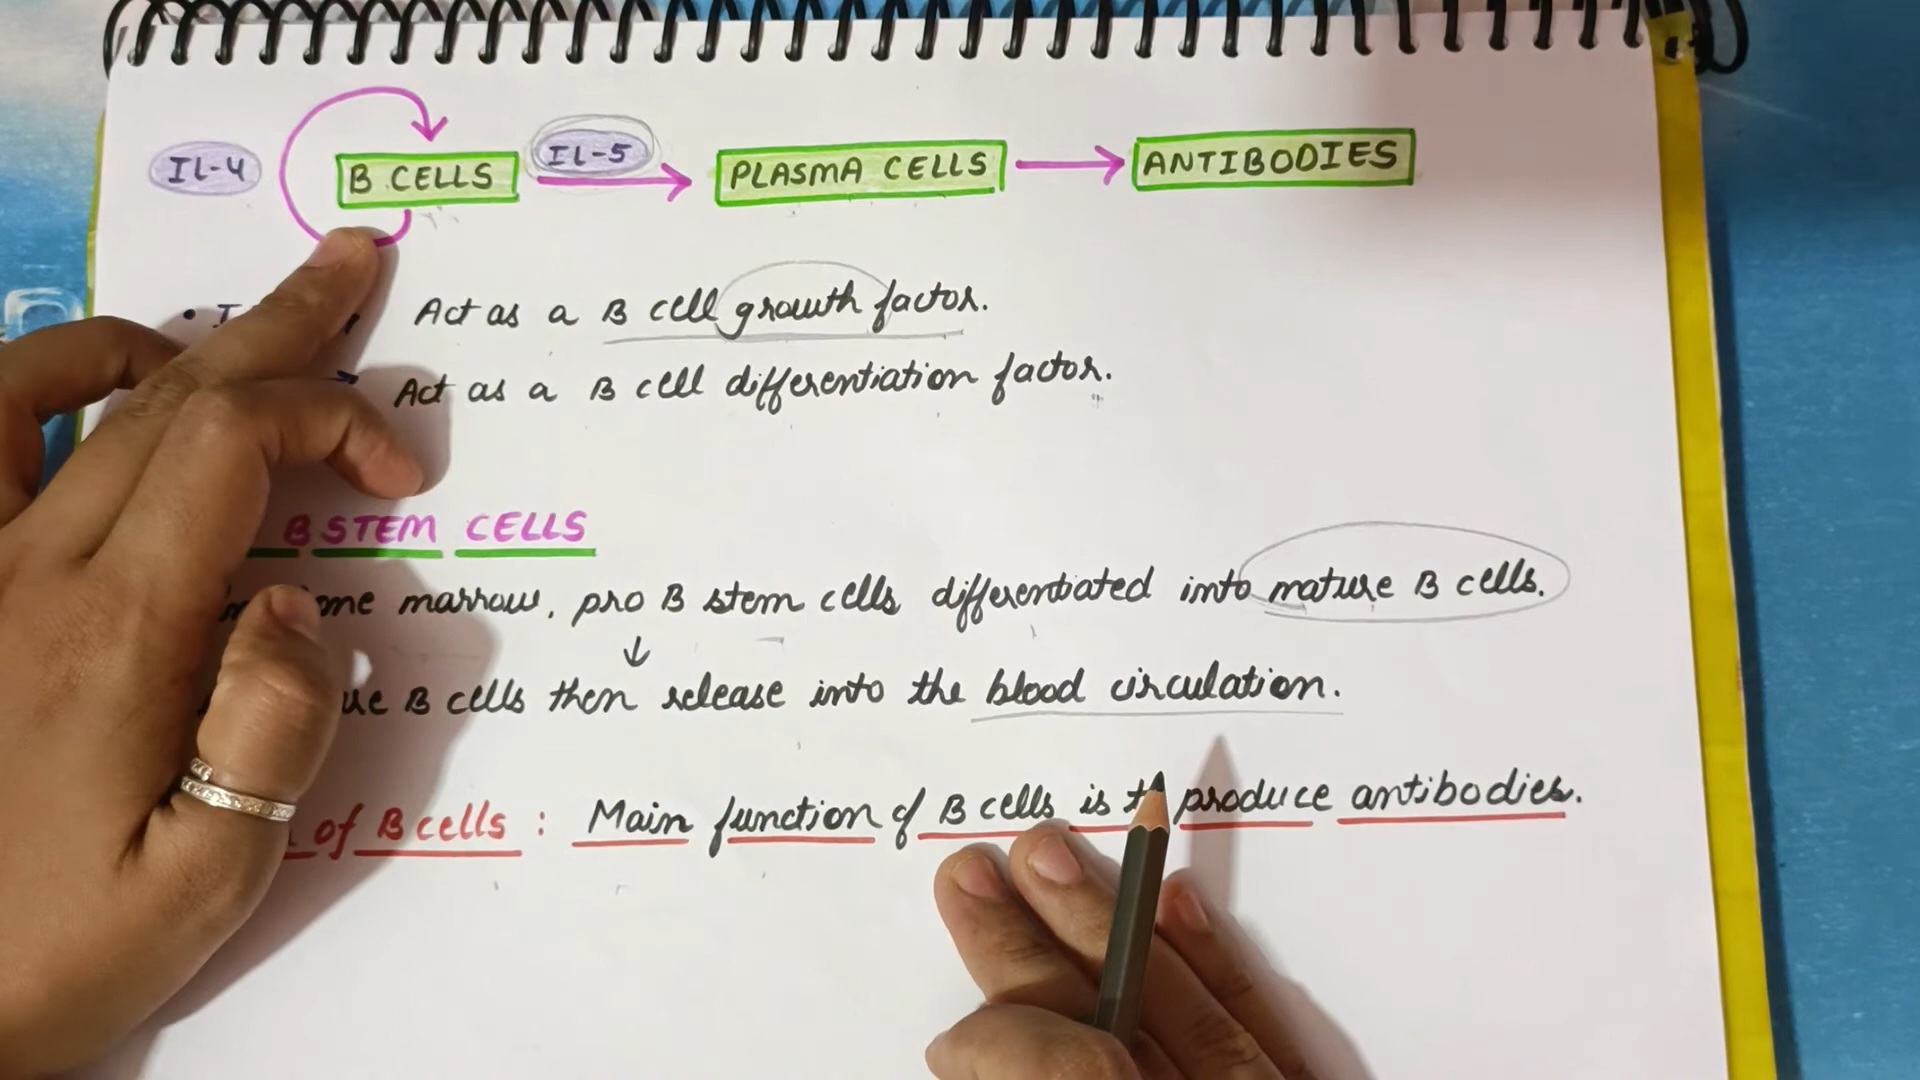 IL-4 B CELLS IL-5 PLASMA CELLS ANTIBODIES
• Act as a B cell growth factor.
Act as a B cell differentiation factor.
B STEM CELLS
marrow, pro B stem cells differentiated into mature B cells.
B cells then release into the blood circulation.
of B cells : Main function of B cells is produce antibodies.